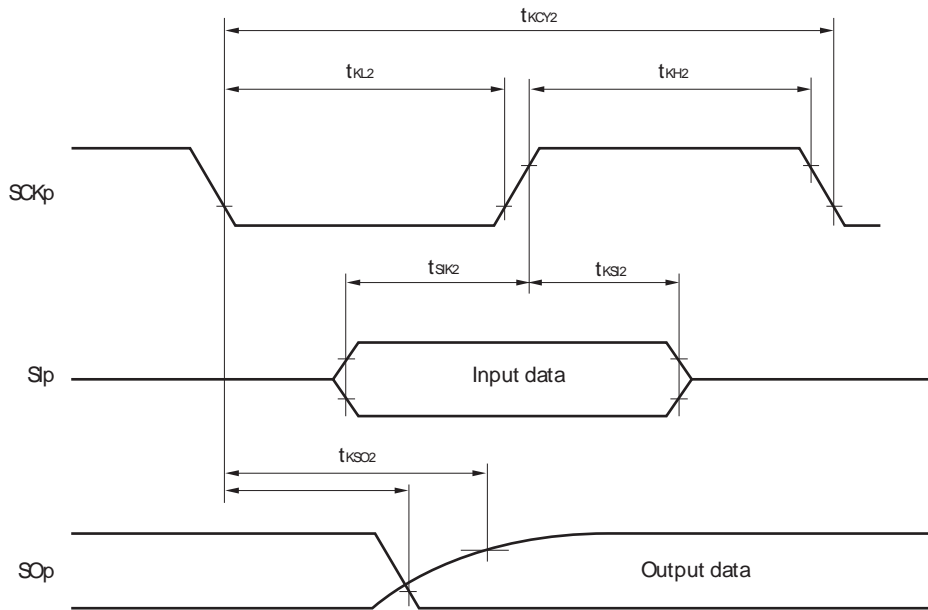 tKCY2
tKL2
tKH2
SCKp
tSIK2
tKSI2
SIp
Input data
tKSO2
SOp
Output data